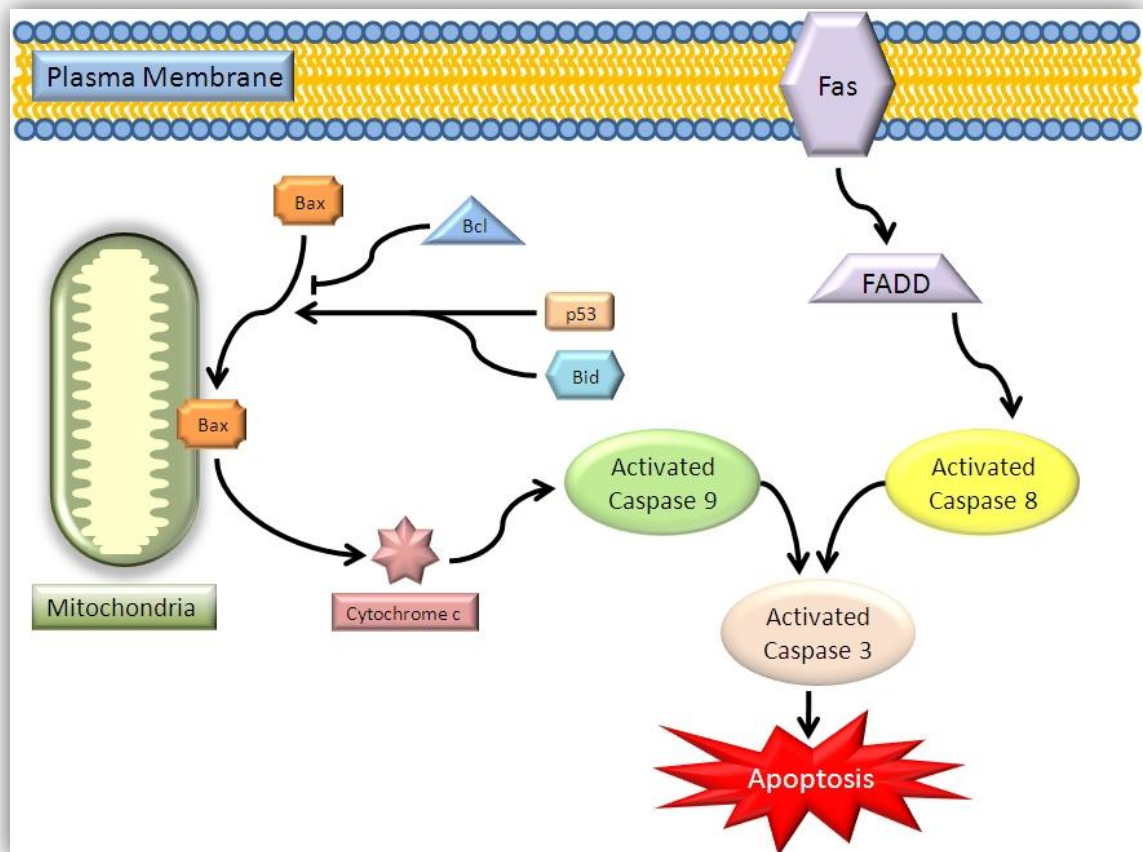 Plasma Membrane
Fas
Bax
Bcl
FADD
p53
Bid
Bax
Activated
Caspase 9
Activated
Caspase 8
Mitochondria
Cytochrome c
Activated
Caspase 3
Apoptosis